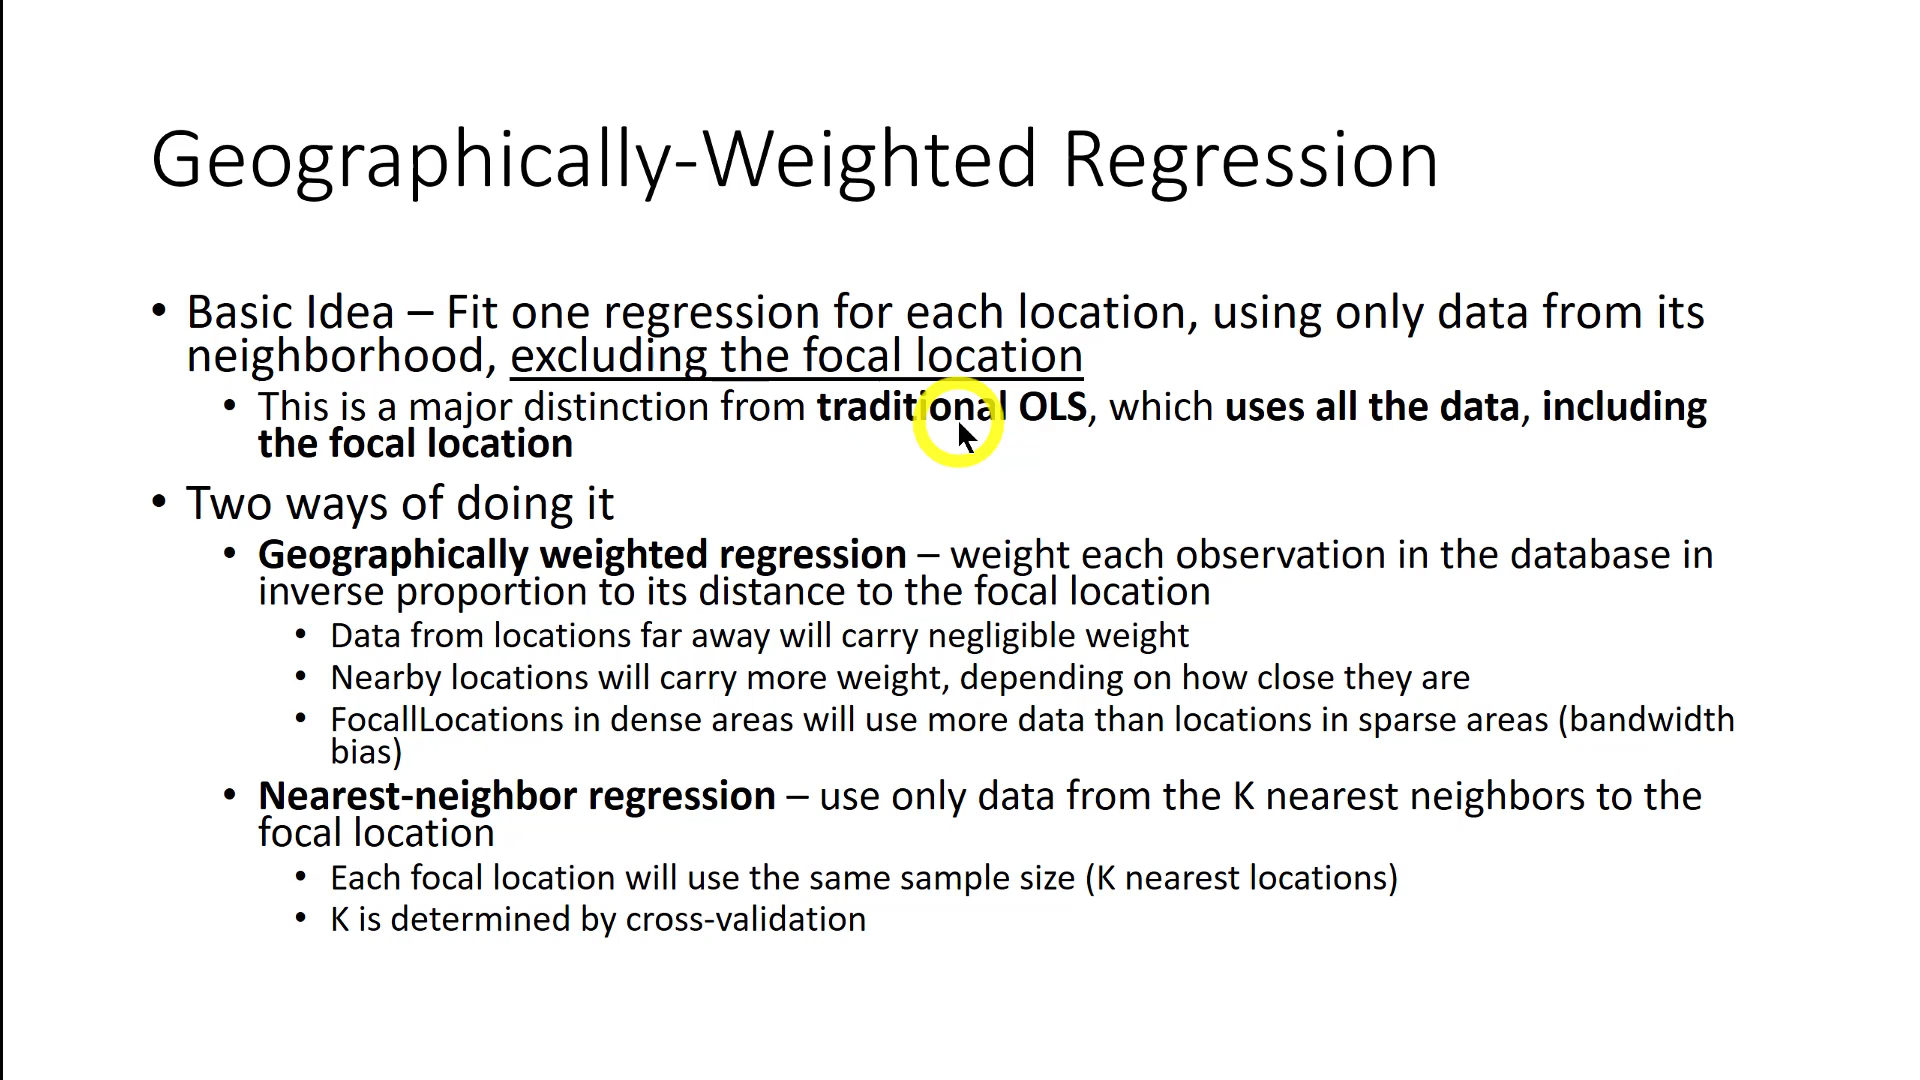 Geographically-Weighted Regression
• Basic Idea – Fit one regression for each location, using only data from its
neighborhood, excluding the focal location
• This is a major distinction from traditional OLS, which uses all the data, including
the focal location
• Two ways of doing it
• Geographically weighted regression – weight each observation in the database in
inverse proportion to its distance to the focal location
• Data from locations far away will carry negligible weight
• Nearby locations will carry more weight, depending on how close they are
• FocallLocations in dense areas will use more data than locations in sparse areas (bandwidth
bias)
• Nearest-neighbor regression – use only data from the K nearest neighbors to the
focal location
• Each focal location will use the same sample size (K nearest locations)
• K is determined by cross-validation